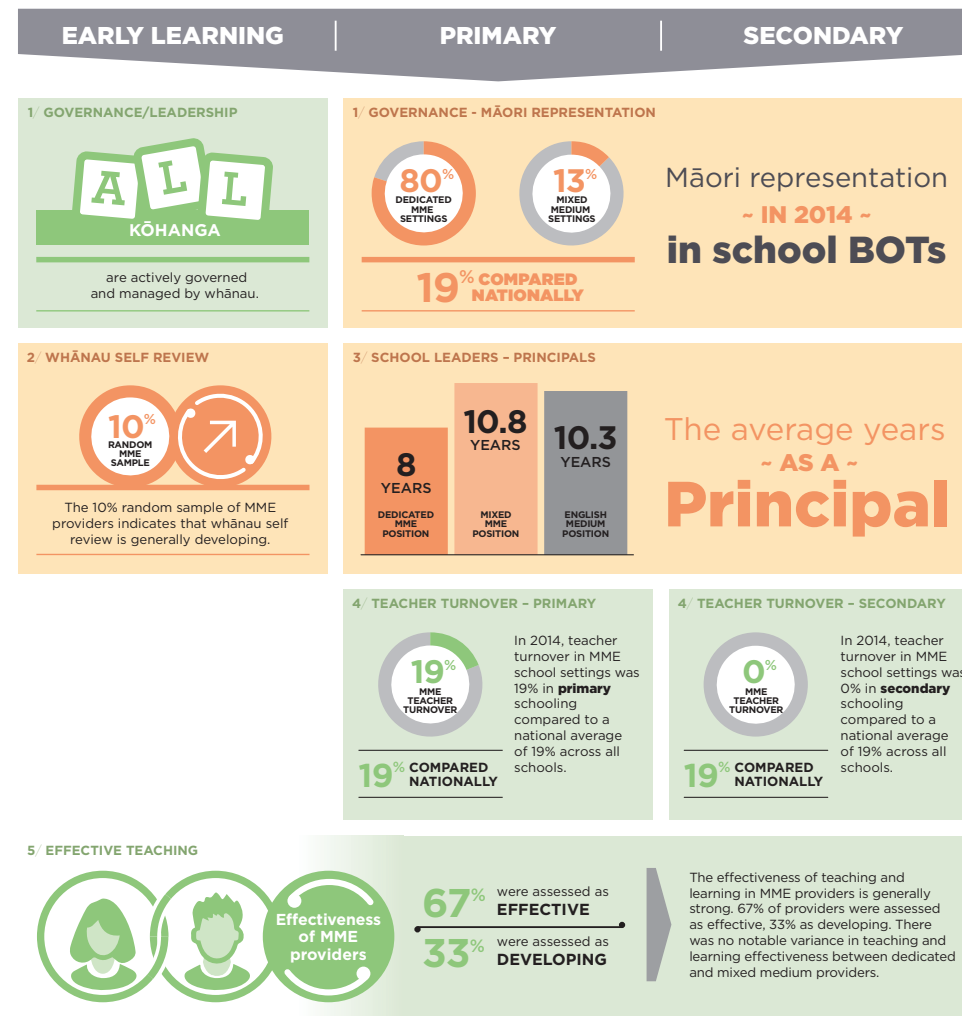 EARLY LEARNING
PRIMARY
SECONDARY
1/ GOVERNANCE/LEADERSHIP
ALL
KŌHANGA
are actively governed
and managed by whānau.
1/ GOVERNANCE - MĀORI REPRESENTATION
80%
DEDICATED
MME
SETTINGS
13%
MIXED
MEDIUM
SETTINGS
19% COMPARED
NATIONALLY
Māori representation
~ IN 2014 ~
in school BOTs
2/ WHĀNAU SELF REVIEW
10%
RANDOM
MME
SAMPLE
The 10% random sample of MME
providers indicates that whānau self
review is generally developing.
3/ SCHOOL LEADERS – PRINCIPALS
8
YEARS
DEDICATED
MME
POSITION
10.8
YEARS
MIXED
MME
POSITION
10.3
YEARS
ENGLISH
MEDIUM
POSITION
The average years
~ AS A ~
Principal
4/ TEACHER TURNOVER – PRIMARY
19%
MME
TEACHER
TURNOVER
19% COMPARED
NATIONALLY
In 2014, teacher
turnover in MME
school settings was
19% in primary
schooling
compared to a
national average
of 19% across all
schools.
4/ TEACHER TURNOVER – SECONDARY
0%
MME
TEACHER
TURNOVER
19% COMPARED
NATIONALLY
In 2014, teacher
turnover in MME
school settings was
0% in secondary
schooling
compared to a
national average
of 19% across all
schools.
5/ EFFECTIVE TEACHING
Effectiveness
of MME
providers
67% were assessed as
EFFECTIVE
33% were assessed as
DEVELOPING
The effectiveness of teaching and
learning in MME providers is generally
strong. 67% of providers were assessed
as effective, 33% as developing. There
was no notable variance in teaching and
learning effectiveness between dedicated
and mixed medium providers.